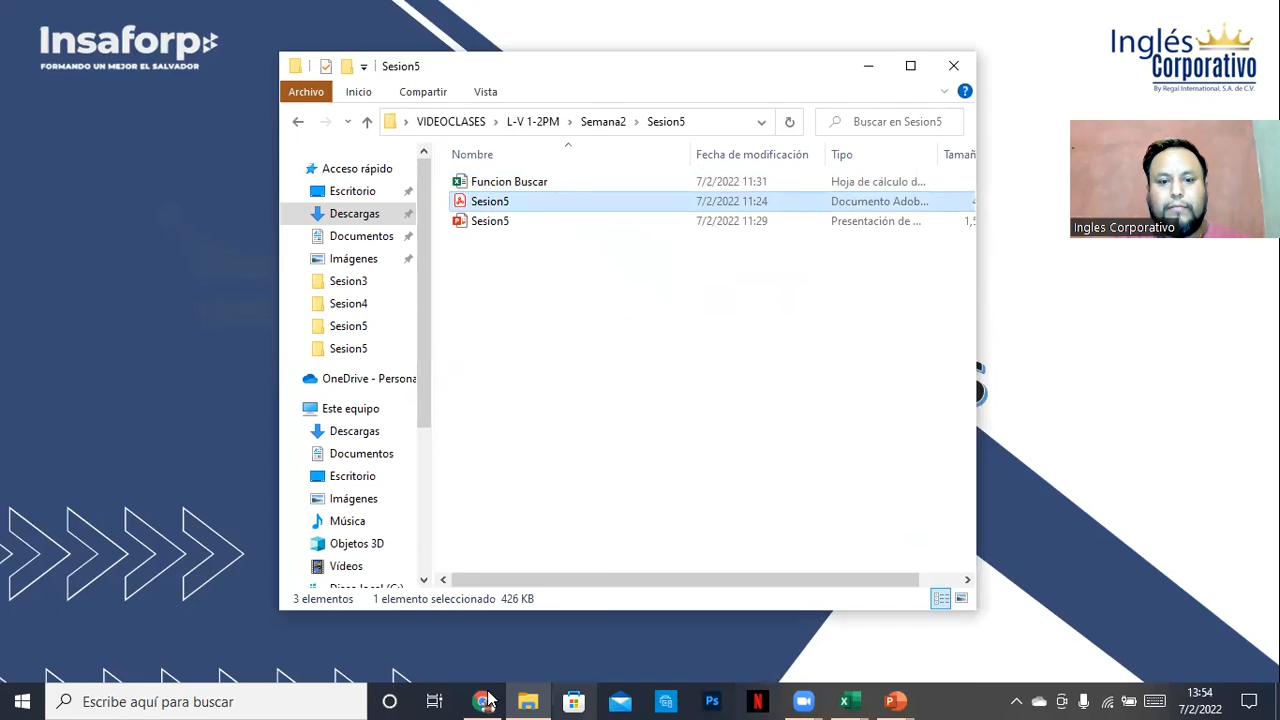 Insaforp
FORMANDO UN MEJOR EL SALVADOR
Inglés
Corporativo
By Regal International, S.A. de C.V.
Sesion5
Archivo Inicio Compartir Vista
VIDEOCLASES L-V 1-2PM Semana2 Sesion5 Buscar en Sesion5
Nombre Fecha de modificación Tipo Tamañ
Funcion Buscar 7/2/2022 11:31 Hoja de cálculo d...
Sesion5 7/2/2022 11:24 Documento Adob...
Sesion5 7/2/2022 11:29 Presentación de ... 1,5
Acceso rápido
Escritorio
Descargas
Documentos
Imágenes
Sesion3
Sesion4
Sesion5
Sesion5
OneDrive - Persona
Este equipo
Descargas
Documentos
Escritorio
Imágenes
Música
Objetos 3D
Vídeos
3 elementos 1 elemento seleccionado 426 KB
Ingles Corporativo
Escribe aquí para buscar
13:54
7/2/2022